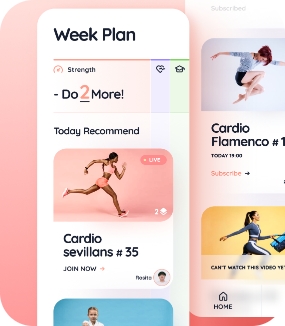 Week Plan
Strength
- Do 2 More!
Today Recommend
LIVE
2
Cardio
sevillans # 35
JOIN NOW →
Rosita
Subscribed
Cardio
Flamenco # 1
TODAY 19:00
Subscribe →
CAN'T WATCH THIS VIDEO YET
HOME